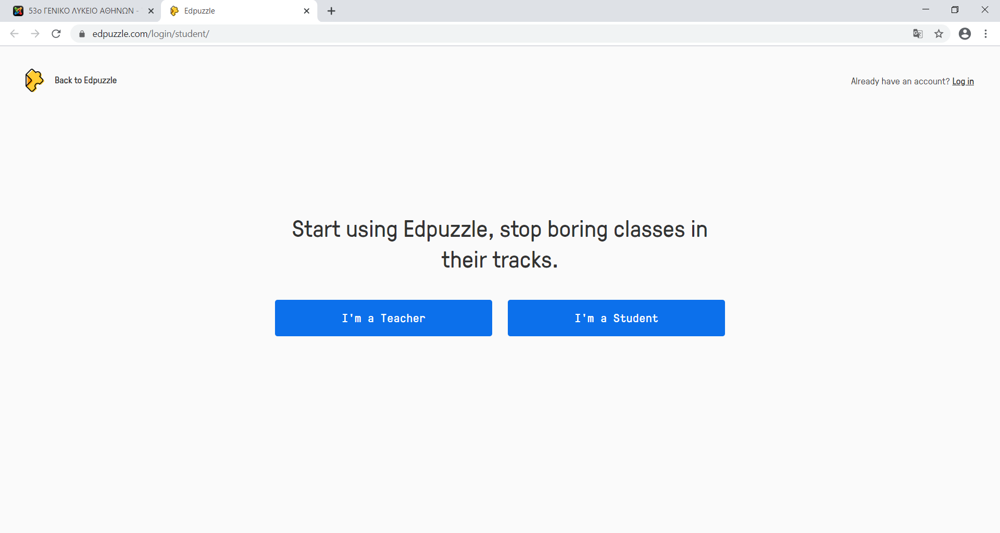 53ο ΓΕΝΙΚΟ ΛΥΚΕΙΟ ΑΘΗΝΩΝ -
Edpuzzle
edpuzzle.com/login/student/
Back to Edpuzzle
Already have an account? Log in
Start using Edpuzzle, stop boring classes in
their tracks.
I'm a Teacher
I'm a Student